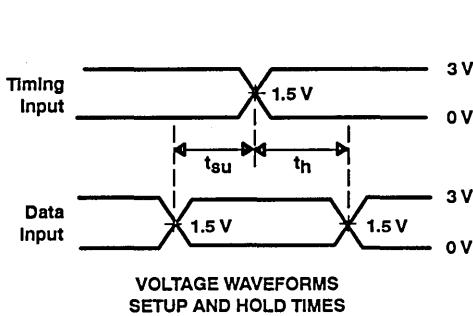 Timing
Input
3 V
1.5 V
0 V
tsu
th
Data
Input
3 V
1.5 V
1.5 V
0 V
VOLTAGE WAVEFORMS
SETUP AND HOLD TIMES